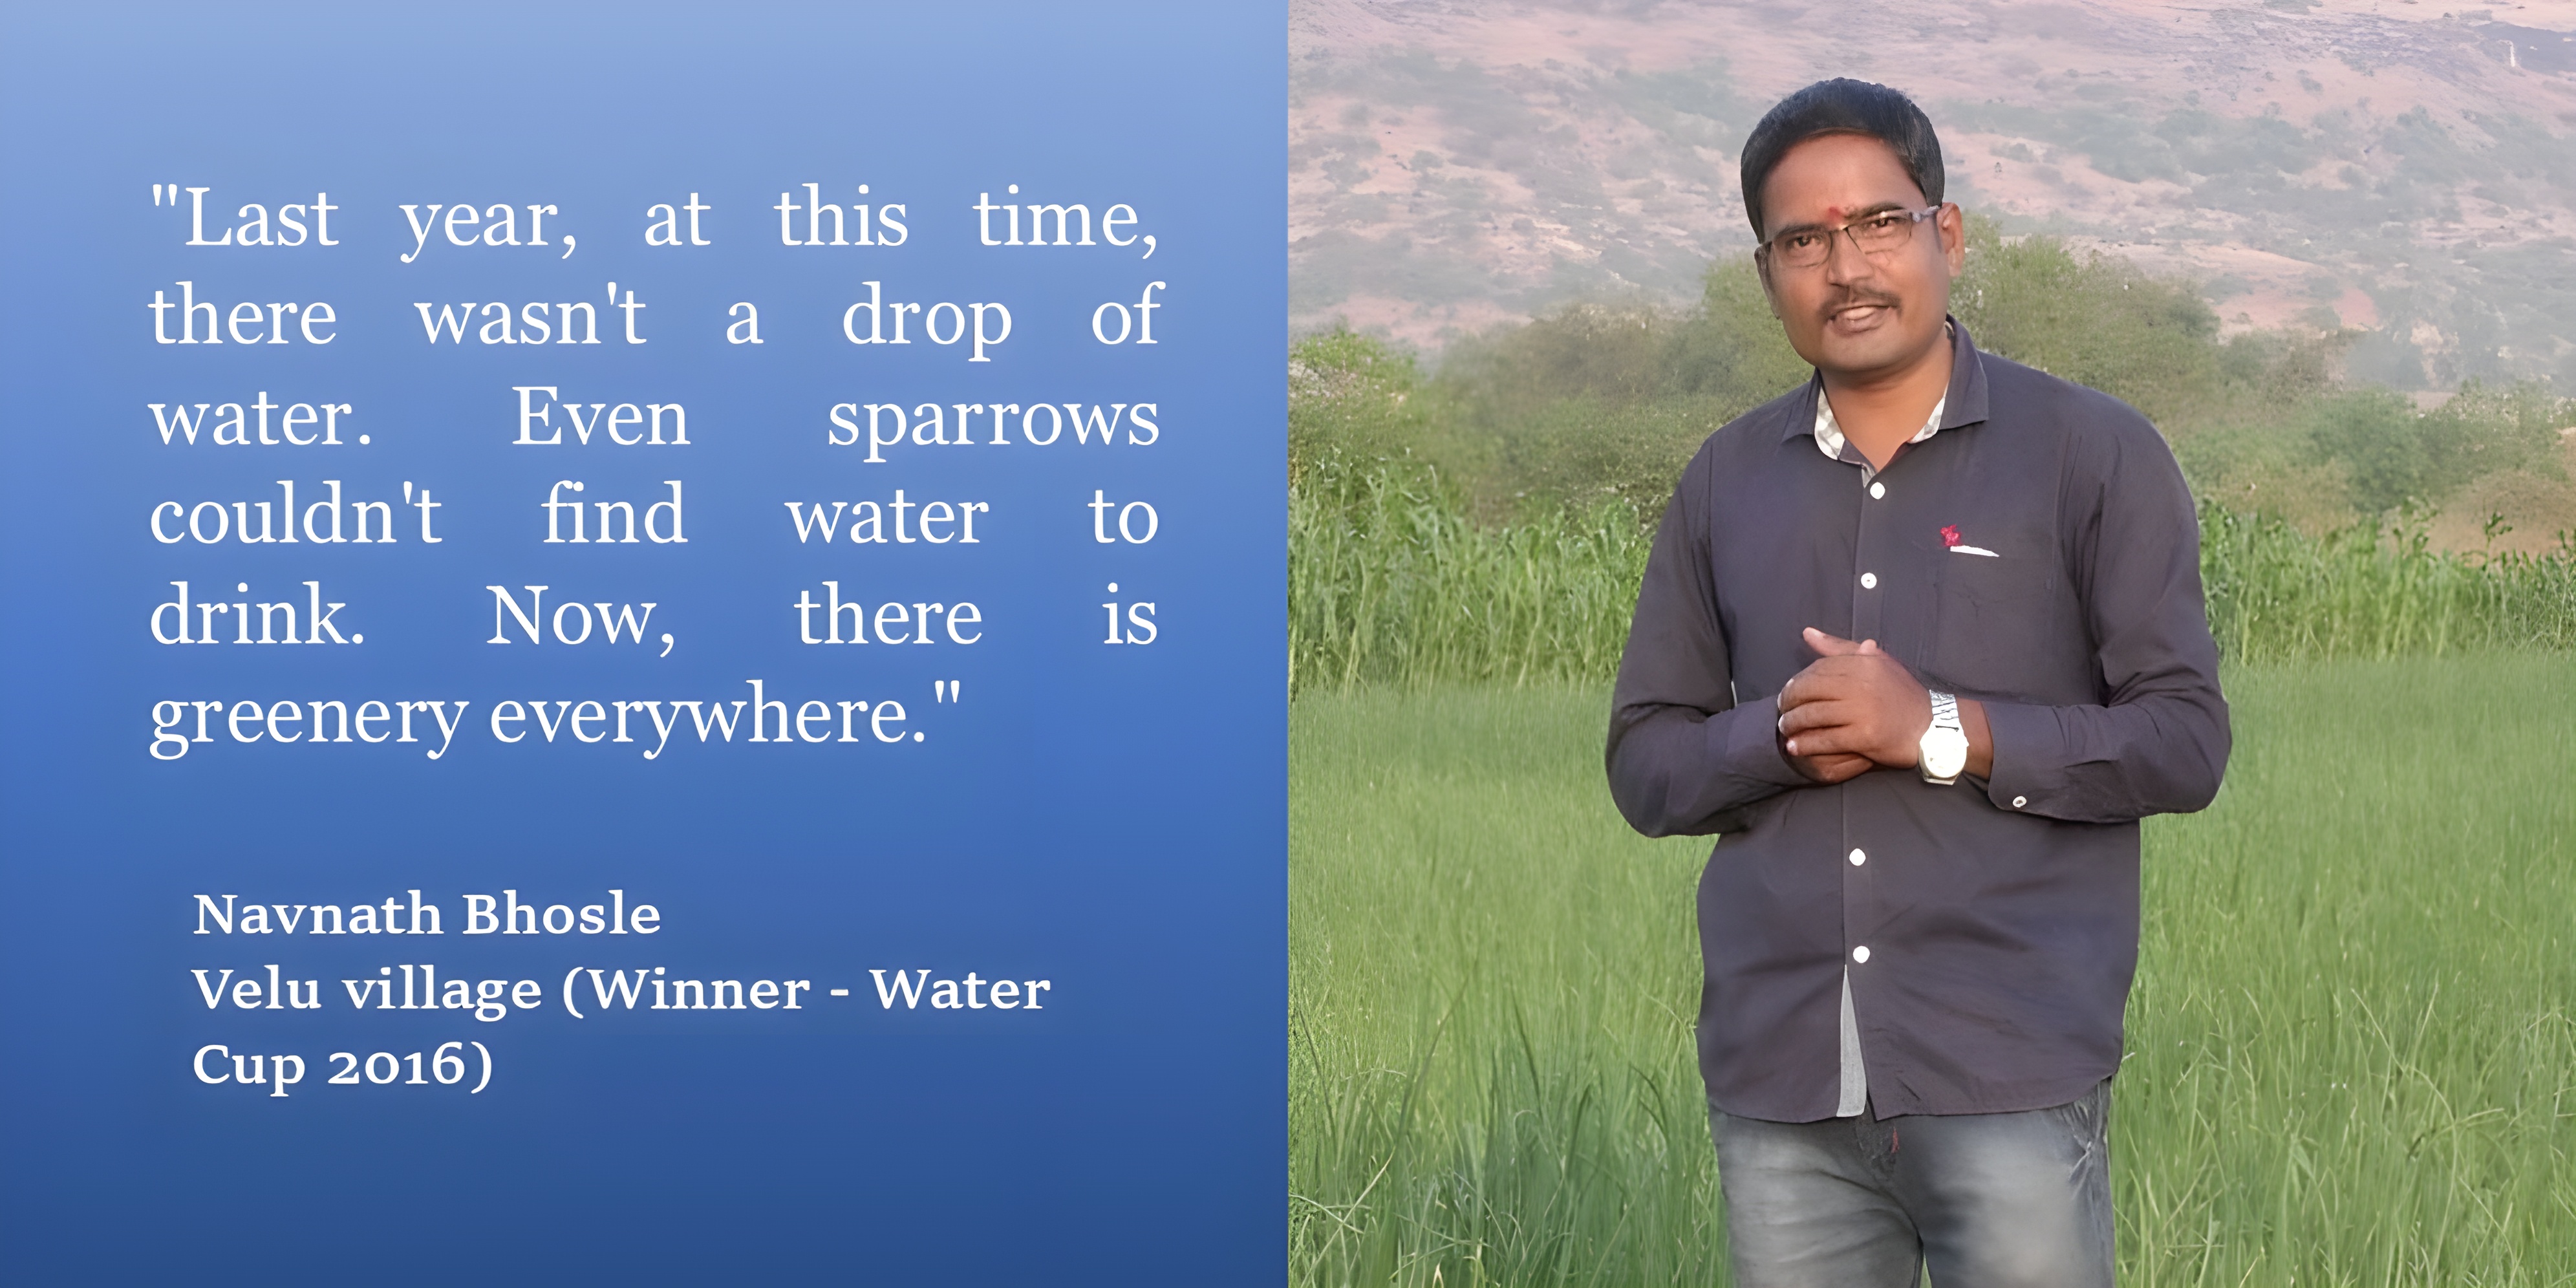 "Last year, at this time,
there wasn't a drop of
water. Even sparrows
couldn't find water to
drink. Now, there is
greenery everywhere."
Navnath Bhosle
Velu village (Winner - Water
Cup 2016)